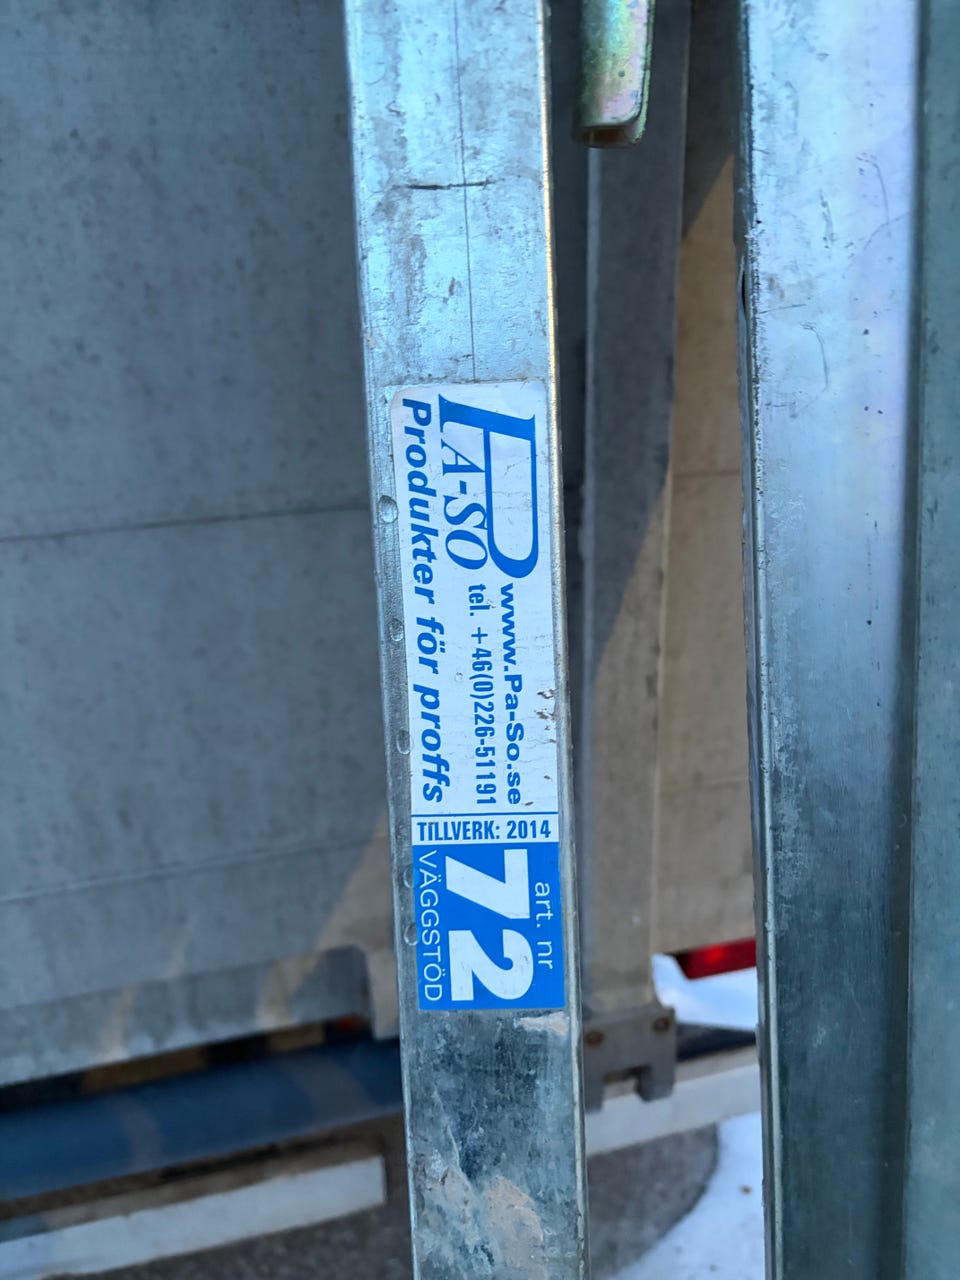 PA-SO
www.Pa-So.se
tel. +46(0)226-51191
Produkter för proffs
TILLVERK: 2014
art. nr
72
VÄGGSTÖD